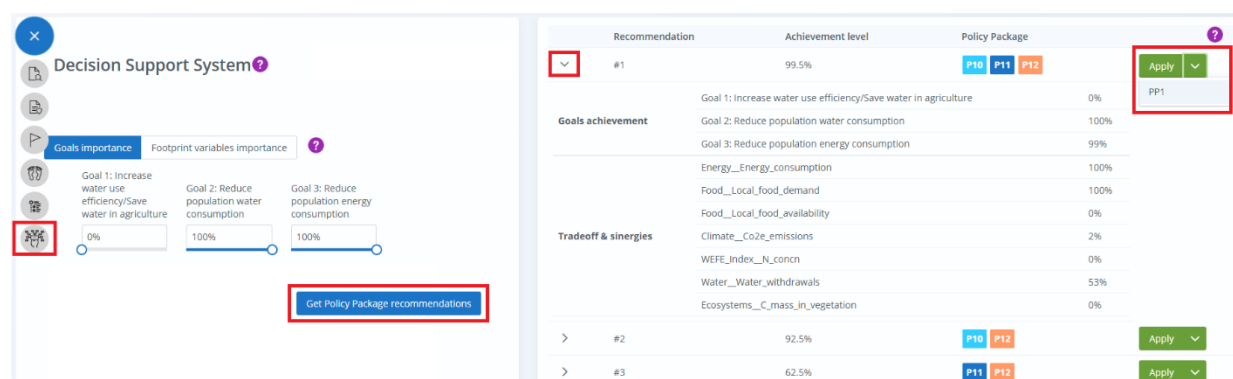 Decision Support System?
Goals importance Footprint variables importance ?
Goal 1: Increase
water use
efficiency/Save
water in agriculture
Goal 2: Reduce
population water
consumption
Goal 3: Reduce
population energy
consumption
0% 100% 100%
Get Policy Package recommendations
Recommendation Achievement level Policy Package ?
#1 99.5% P10 P11 P12 Apply
PP1
Goals achievement
Goal 1: Increase water use efficiency/Save water in agriculture 0%
Goal 2: Reduce population water consumption 100%
Goal 3: Reduce population energy consumption 99%
Tradeoff & sinergies
Energy__Energy_consumption 100%
Food__Local_food_demand 100%
Food__Local_food_availability 0%
Climate__Co2e_emissions 2%
WEFE_Index__N_concn 0%
Water__Water_withdrawals 53%
Ecosystems__C_mass_in_vegetation 0%
#2 92.5% P10 P12 Apply
#3 62.5% P11 P12 Apply